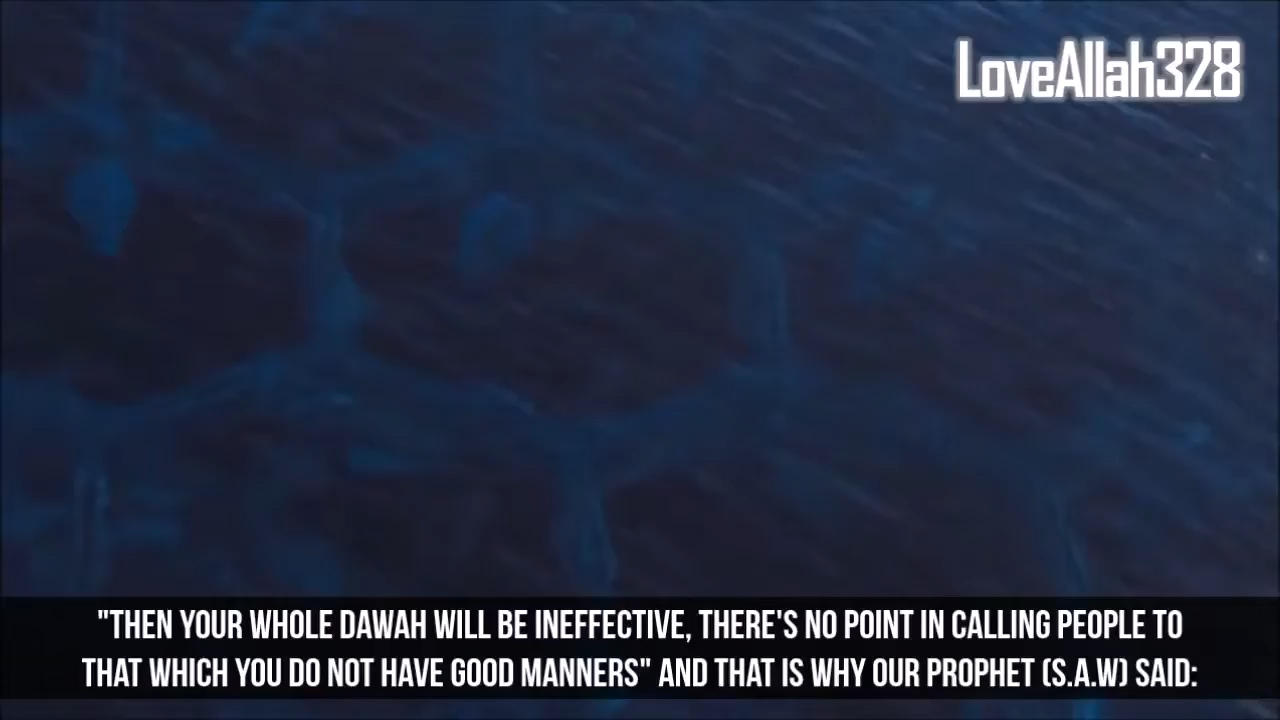 LoveAllah328
"THEN YOUR WHOLE DAWAH WILL BE INEFFECTIVE, THERE'S NO POINT IN CALLING PEOPLE TO
THAT WHICH YOU DO NOT HAVE GOOD MANNERS" AND THAT IS WHY OUR PROPHET (S.A.W) SAID: